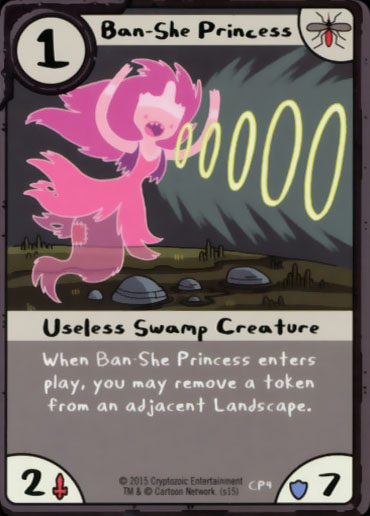 1
Ban-She Princess
Useless Swamp Creature
When Ban-She Princess enters
play, you may remove a token
from an adjacent Landscape.
2
© 2015 Cryptozoic Entertainment
TM & © Cartoon Network. (s15)
CP4
7